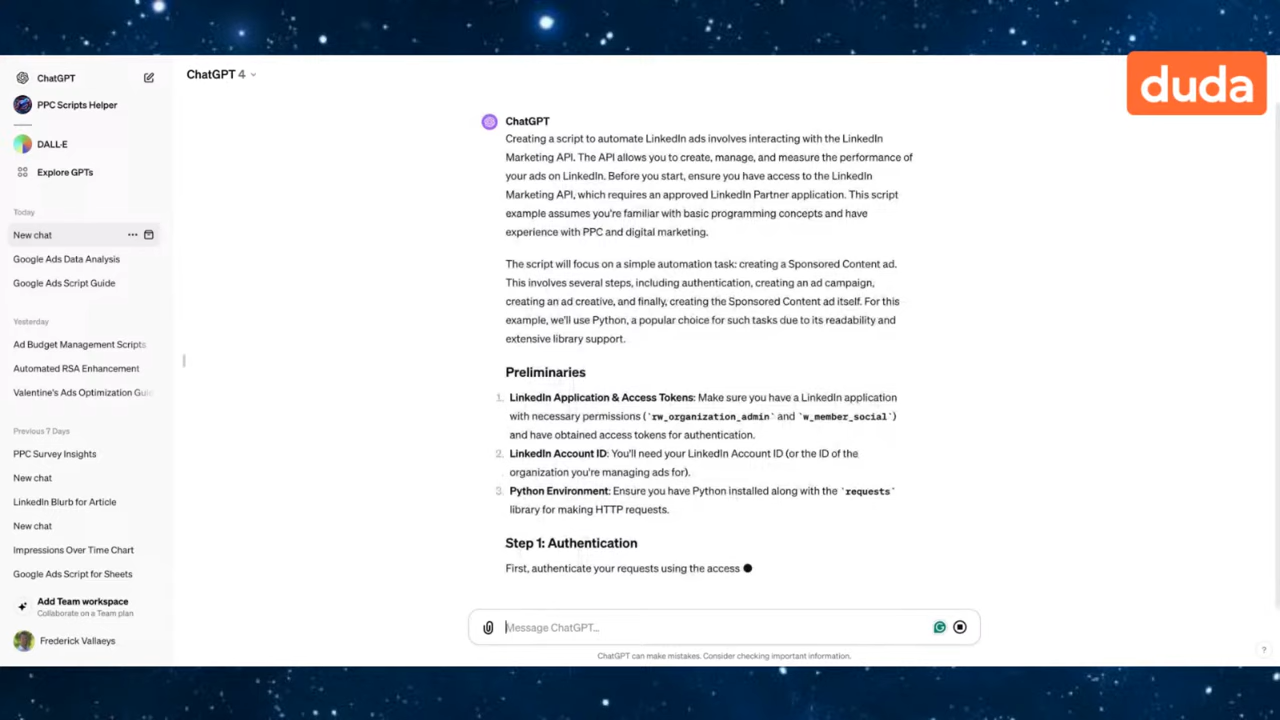 duda
ChatGPT
PPC Scripts Helper
DALL·E
Explore GPTs
Today
New chat
Google Ads Data Analysis
Google Ads Script Guide
Yesterday
Ad Budget Management Scripts
Automated RSA Enhancement
Valentine's Ads Optimization Gui
Previous 7 Days
PPC Survey Insights
New chat
LinkedIn Blurb for Article
New chat
Impressions Over Time Chart
Google Ads Script for Sheets
Add Team workspace
Collaborate on a Team plan
Frederick Vallaeys
ChatGPT 4
ChatGPT
Creating a script to automate LinkedIn ads involves interacting with the LinkedIn
Marketing API. The API allows you to create, manage, and measure the performance of
your ads on LinkedIn. Before you start, ensure you have access to the LinkedIn
Marketing API, which requires an approved LinkedIn Partner application. This script
example assumes you're familiar with basic programming concepts and have
experience with PPC and digital marketing.
The script will focus on a simple automation task: creating a Sponsored Content ad.
This involves several steps, including authentication, creating an ad campaign,
creating an ad creative, and finally, creating the Sponsored Content ad itself. For this
example, we'll use Python, a popular choice for such tasks due to its readability and
extensive library support.
Preliminaries
1. LinkedIn Application & Access Tokens: Make sure you have a LinkedIn application
with necessary permissions (`rw_organization_admin` and `w_member_social`)
and have obtained access tokens for authentication.
2. LinkedIn Account ID: You'll need your LinkedIn Account ID (or the ID of the
organization you're managing ads for).
3. Python Environment: Ensure you have Python installed along with the `requests`
library for making HTTP requests.
Step 1: Authentication
First, authenticate your requests using the access
Message ChatGPT...
ChatGPT can make mistakes. Consider checking important information.
?